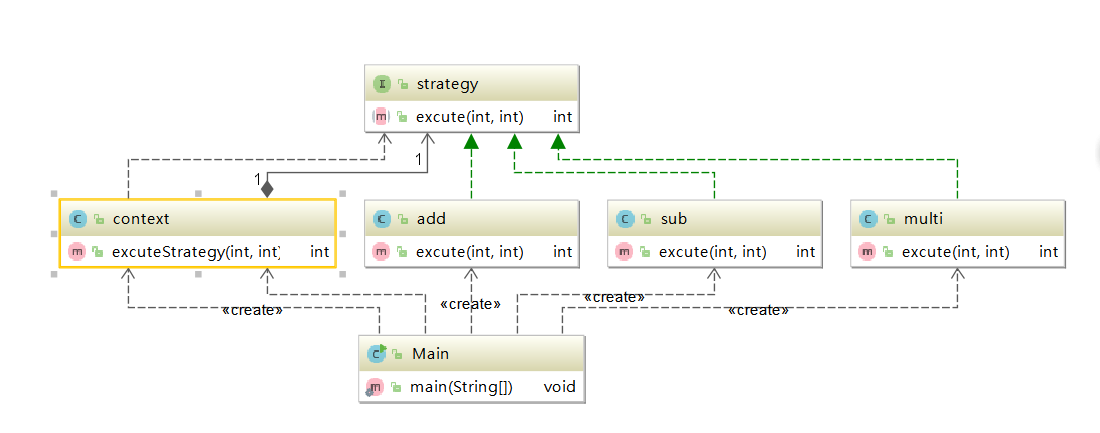 I strategy
m excute(int, int) int
1
1
C context
m excuteStrategy(int, int) int
C add
m excute(int, int) int
C sub
m excute(int, int) int
C multi
m excute(int, int) int
«create»
«create»
«create»
«create»
C Main
m main(String[]) void